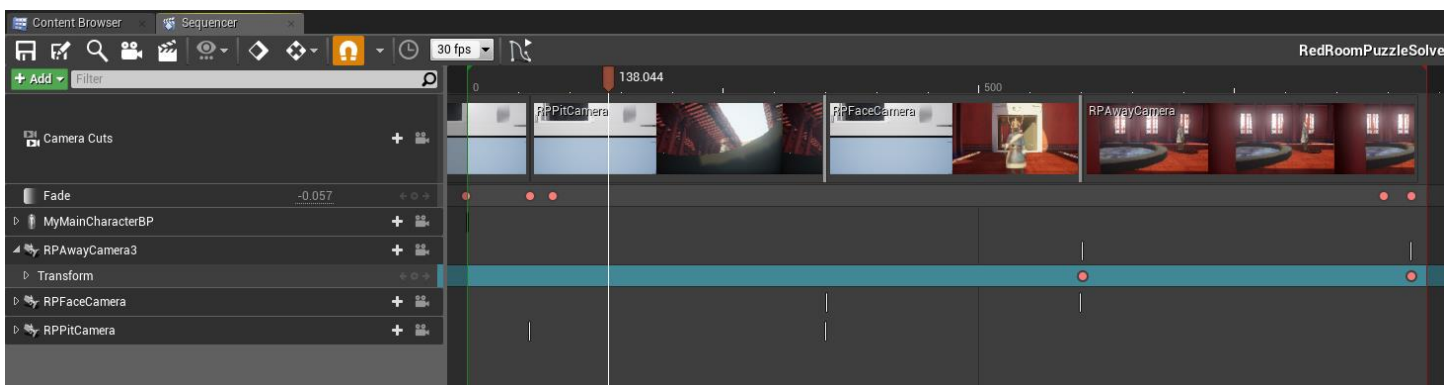 Content Browser
Sequencer
30 fps
RedRoomPuzzleSolve
Add
Filter
138.044
0
500
Camera Cuts
RPPitCamera
RPFaceCamera
RPAwayCamera
Fade
-0.057
MyMainCharacterBP
RPAwayCamera3
Transform
RPFaceCamera
RPPitCamera